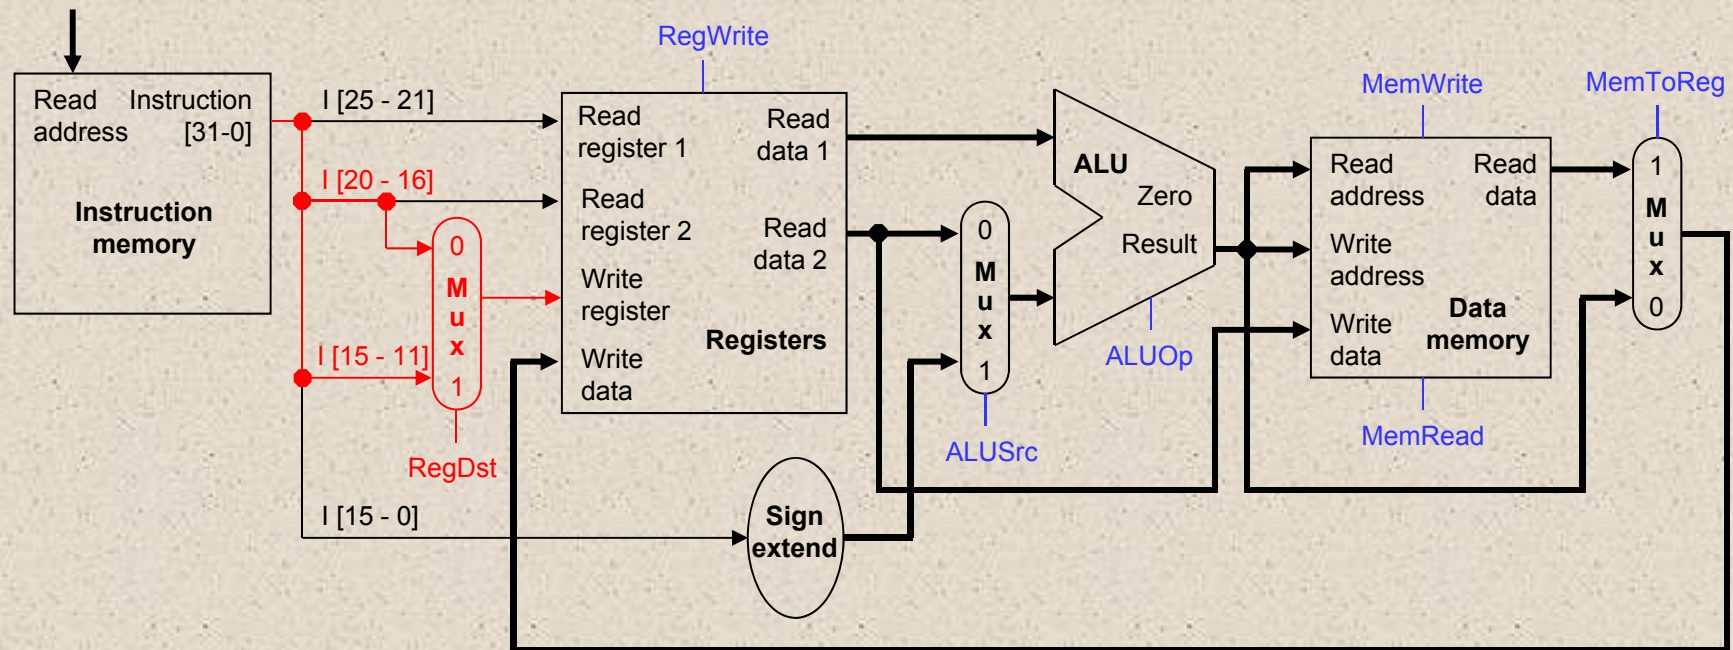 Read address
Instruction [31-0]
Instruction memory
I [25 - 21]
I [20 - 16]
I [15 - 11]
I [15 - 0]
0
M
u
x
1
RegDst
RegWrite
Read register 1
Read register 2
Write register
Write data
Read data 1
Read data 2
Registers
Sign extend
0
M
u
x
1
ALUSrc
ALU
Zero
Result
ALUOp
MemWrite
Read address
Write address
Write data
Read data
Data memory
MemRead
MemToReg
1
M
u
x
0